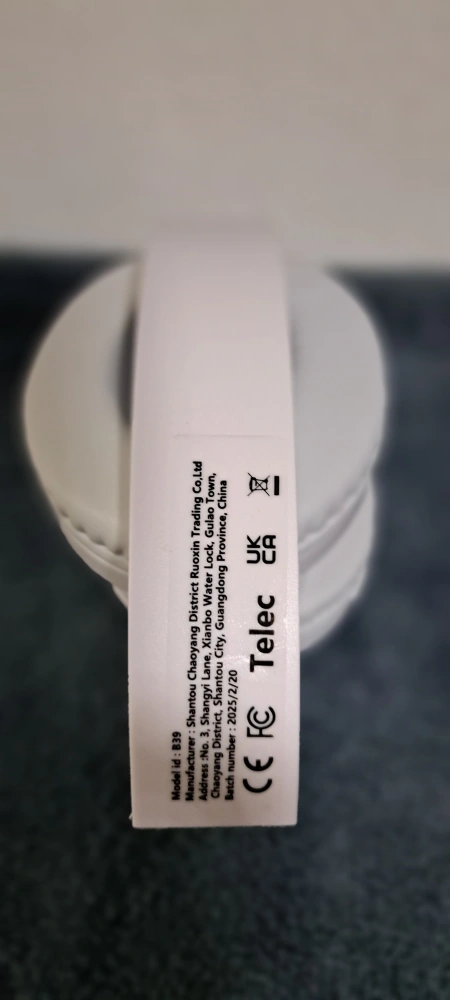 Model id : B39
Manufacturer : Shantou Chaoyang District Ruoxin Trading Co,Ltd
Address :No. 3, Shangyi Lane, Xianbo Water Lock, Gulao Town,
Chaoyang District, Shantou City, Guangdong Province, China
Batch number : 2025/2/20
CE FC Telec UK
CA